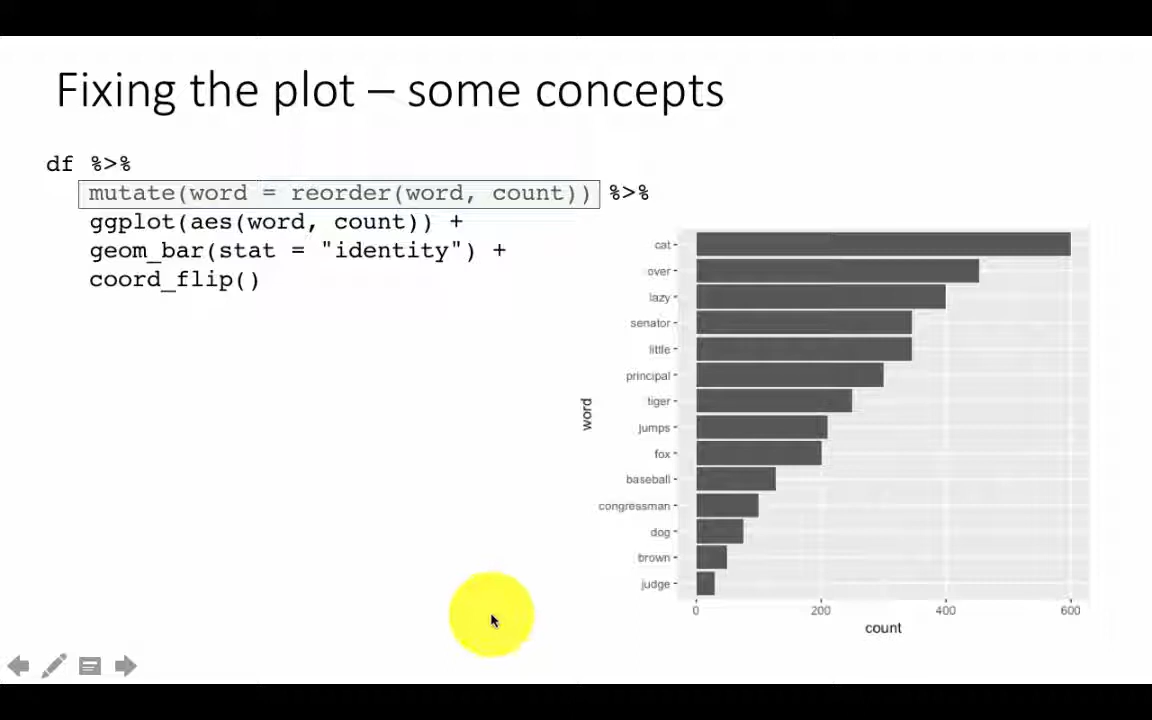 Fixing the plot – some concepts
df %>%
mutate(word = reorder(word, count)) %>%
ggplot(aes(word, count)) +
geom_bar(stat = "identity") +
coord_flip()
word
cat
over
lazy
senator
little
principal
tiger
jumps
fox
baseball
congressman
dog
brown
judge
0 200 400 600
count